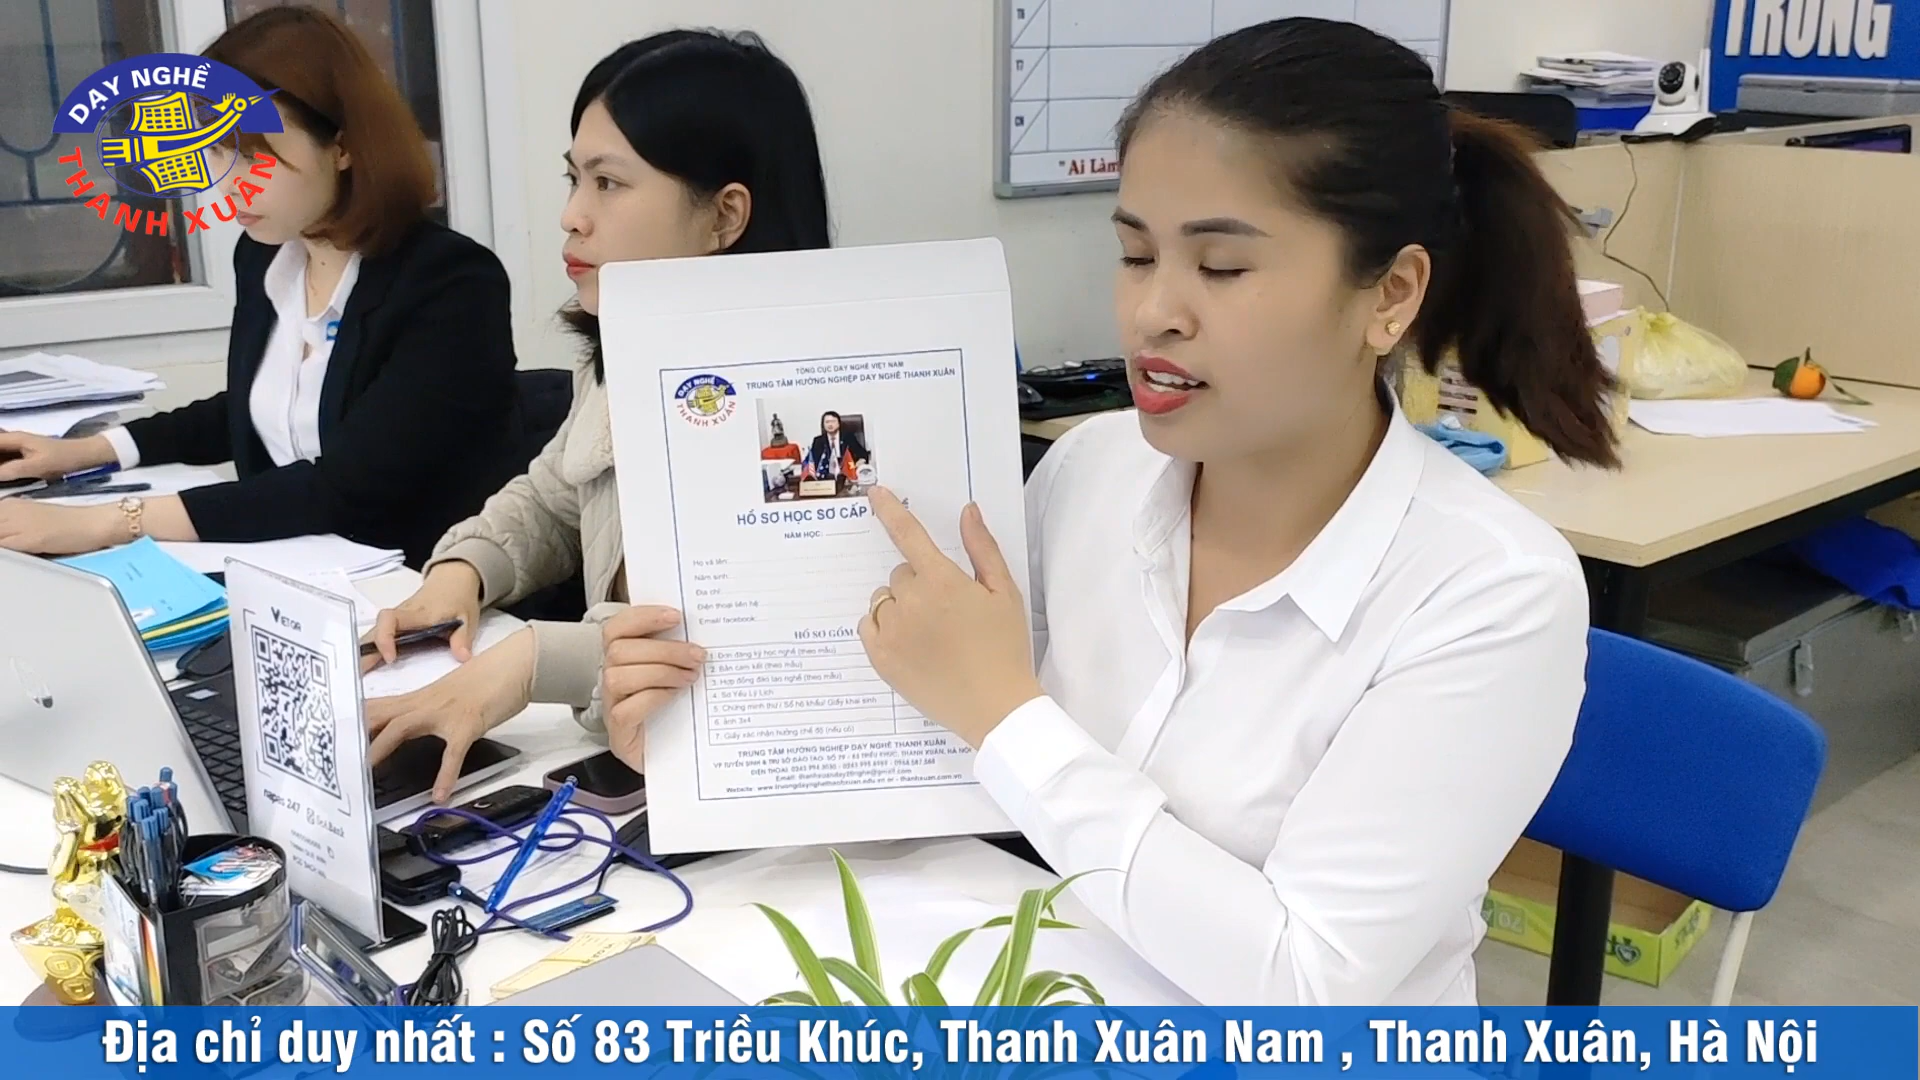 DẠY NGHỀ
THANH XUÂN
TRUNG
T6
T7
CN
"Ai Làm
TỔNG CỤC DẠY NGHỀ VIỆT NAM
TRUNG TÂM HƯỚNG NGHIỆP DẠY NGHỀ THANH XUÂN
DẠY NGHỀ
THANH XUÂN
HỒ SƠ HỌC SƠ CẤP
NĂM HỌC:
Họ và tên:
Năm sinh:
Địa chỉ:
Điện thoại liên hệ:
Email/ facebook:
HỒ SƠ GỒM
1. Đơn đăng ký học nghề (theo mẫu)
2. Bản cam kết (theo mẫu)
3. Hợp đồng đào tạo nghề (theo mẫu)
4. Sơ Yếu Lý Lịch
5. Chứng minh thư / Sổ hộ khẩu/ Giấy khai sinh
6. ảnh 3x4
7. Giấy xác nhận hưởng chế độ (nếu có)
TRUNG TÂM HƯỚNG NGHIỆP DẠY NGHỀ THANH XUÂN
VIETQR
napas 247
Địa chỉ duy nhất : Số 83 Triều Khúc, Thanh Xuân Nam , Thanh Xuân, Hà Nội